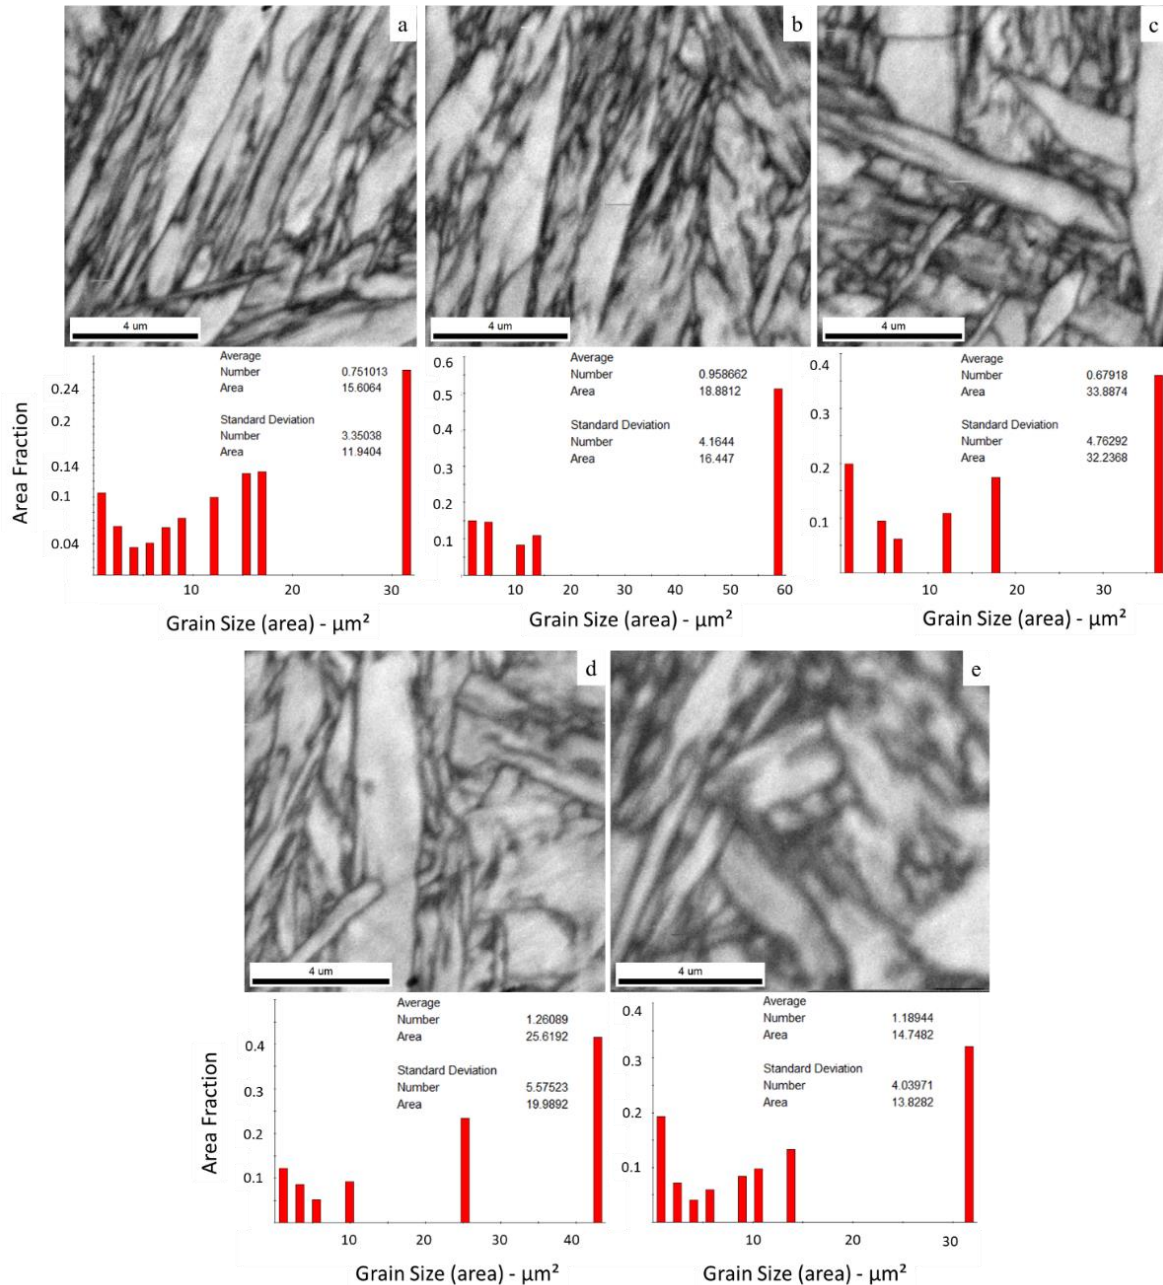 a
b
c
4 um
4 um
4 um
Average
Number 0.751013
Area 15.6064
Standard Deviation
Number 3.35038
Area 11.9404
0.24
0.2
0.14
0.1
0.04
Area Fraction
10 20 30
Grain Size (area) - µm²
Average
Number 0.958662
Area 18.8812
Standard Deviation
Number 4.1644
Area 16.447
0.6
0.5
0.4
0.3
0.2
0.1
10 20 30 40 50 60
Grain Size (area) - µm²
Average
Number 0.67918
Area 33.8874
Standard Deviation
Number 4.76292
Area 32.2368
0.4
0.3
0.2
0.1
10 20 30
Grain Size (area) - µm²
d
e
4 um
4 um
Average
Number 1.26089
Area 25.6192
Standard Deviation
Number 5.57523
Area 19.9892
0.4
0.3
0.2
0.1
Area Fraction
10 20 30 40
Grain Size (area) - µm²
Average
Number 1.18944
Area 14.7482
Standard Deviation
Number 4.03971
Area 13.8282
0.4
0.3
0.2
0.1
10 20 30
Grain Size (area) - µm²